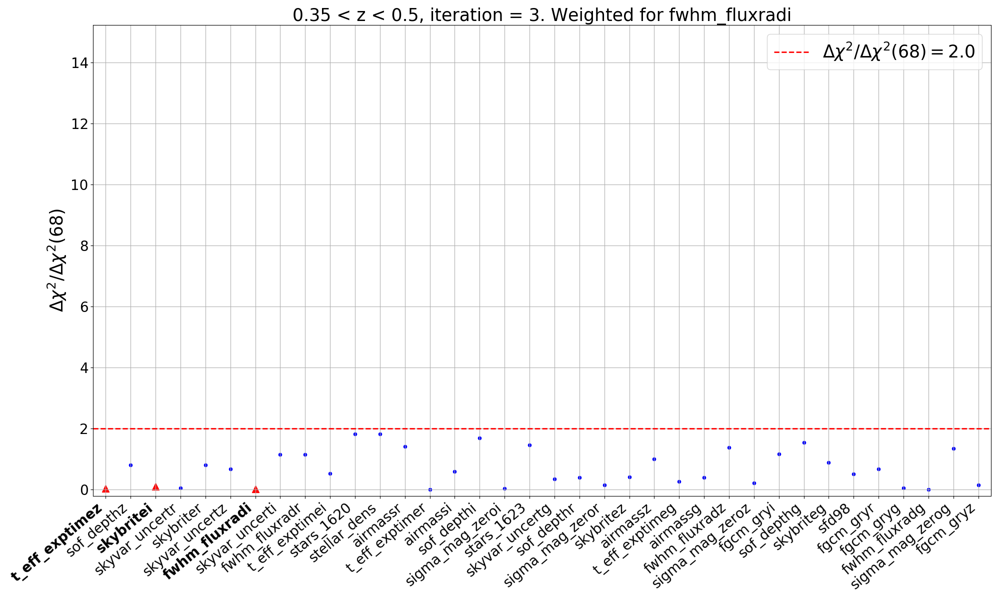 0.35 < z < 0.5, iteration = 3. Weighted for fwhm_fluxradi
Δχ²/Δχ²(68) = 2.0
14
12
10
8
6
4
2
0
Δχ²/Δχ²(68)
t_eff_exptimez
sof_depthz
skybritei
skyvar_uncertr
skybriter
skyvar_uncertz
fwhm_fluxradi
skyvar_uncerti
fwhm_fluxradr
t_eff_exptimei
stars_1620
stellar_dens
airmassr
t_eff_exptimer
airmassi
sof_depthi
sigma_mag_zeroi
stars_1623
skyvar_uncertg
sof_depthr
sigma_mag_zeror
skybritez
airmassz
t_eff_exptimeg
airmassg
fwhm_fluxradz
sigma_mag_zeroz
fgcm_gryi
sof_depthg
skybriteg
sfd98
fgcm_gryr
fgcm_gryg
fwhm_fluxradg
sigma_mag_zerog
fgcm_gryz